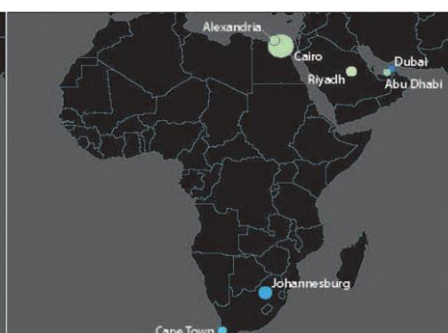 Alexandria
Cairo
Dubai
Riyadh
Abu Dhabi
Johannesburg
Cape Town